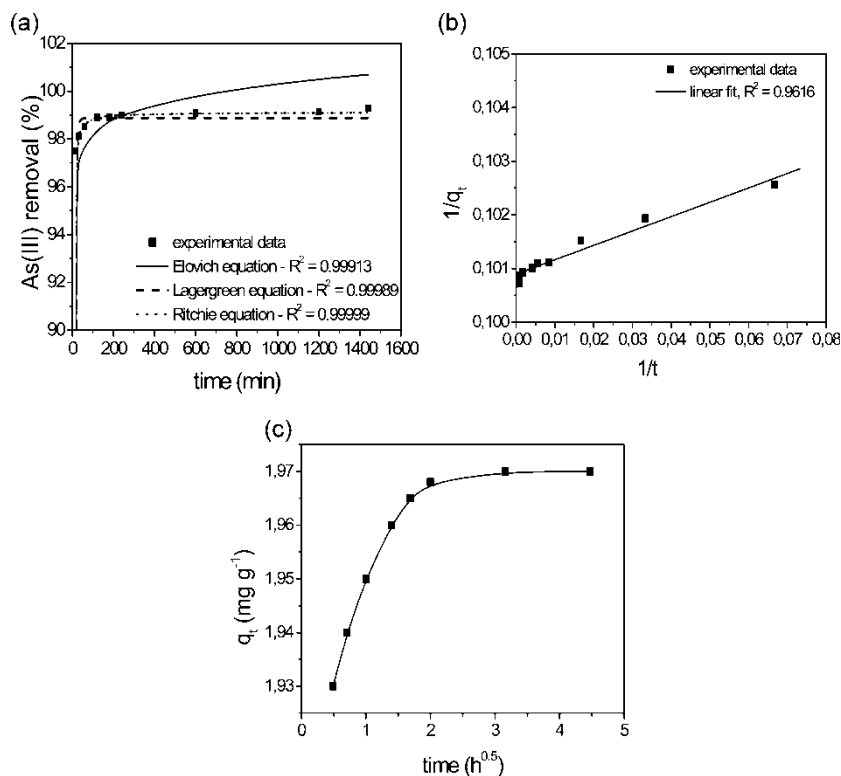 (a)
102
100
98
96
94
92
90
As(III) removal (%)
experimental data
Elovich equation - R² = 0.99913
Lagergreen equation - R² = 0.99989
Ritchie equation - R² = 0.99999
0 200 400 600 800 1000 1200 1400 1600
time (min)
(b)
0,105
0,104
0,103
0,102
0,101
0,100
1/qt
experimental data
linear fit, R² = 0.9616
0,00 0,01 0,02 0,03 0,04 0,05 0,06 0,07 0,08
1/t
(c)
1,97
1,96
1,95
1,94
1,93
qt (mg g⁻¹)
0 1 2 3 4 5
time (h⁰·⁵)